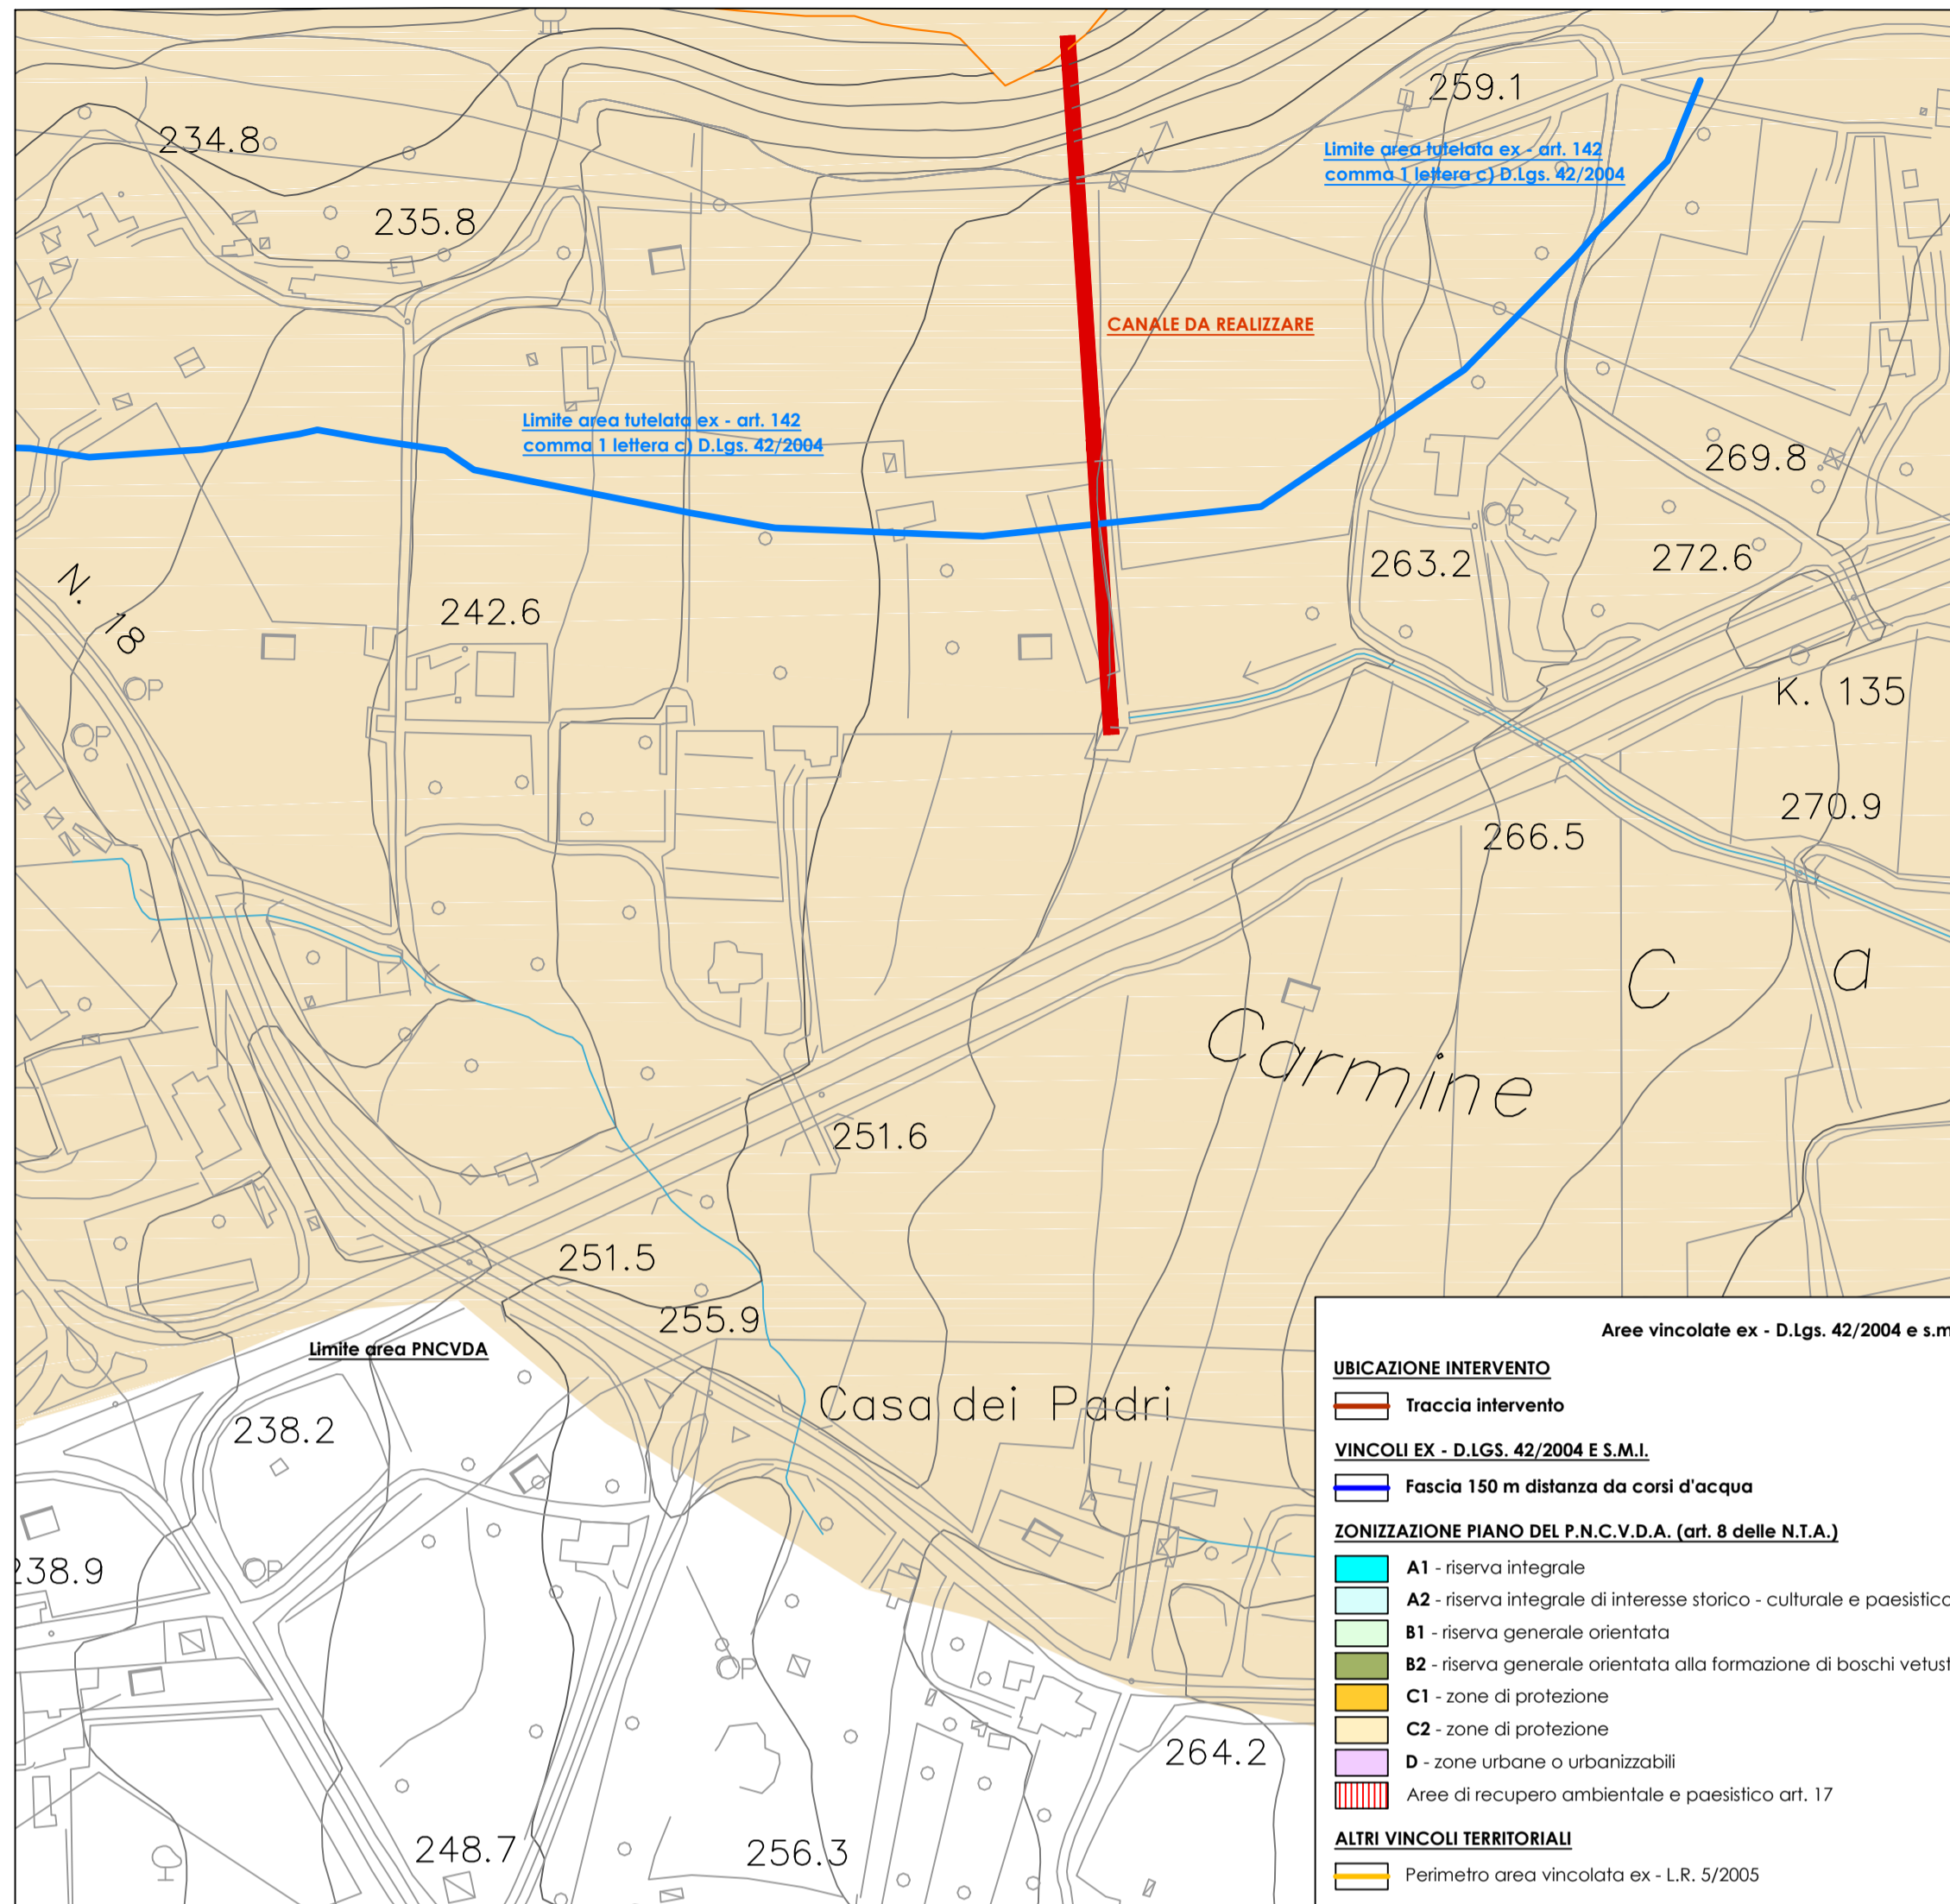 259.1
234.8
Limite area tutelata ex - art. 142
comma 1 lettera c) D.Lgs. 42/2004
235.8
CANALE DA REALIZZARE
Limite area tutelata ex - art. 142
comma 1 lettera c) D.Lgs. 42/2004
269.8
P
263.2
272.6
N. 18
242.6
P
K. 135
P
270.9
266.5
C a
Carmine
251.6
251.5
255.9
Limite area PNCVDA
Casa dei Padri
238.2
P
238.9
P
264.2
248.7
256.3
Aree vincolate ex - D.Lgs. 42/2004 e s.m
UBICAZIONE INTERVENTO
Traccia intervento
VINCOLI EX - D.LGS. 42/2004 E S.M.I.
Fascia 150 m distanza da corsi d'acqua
ZONIZZAZIONE PIANO DEL P.N.C.V.D.A. (art. 8 delle N.T.A.)
A1 - riserva integrale
A2 - riserva integrale di interesse storico - culturale e paesistico
B1 - riserva generale orientata
B2 - riserva generale orientata alla formazione di boschi vetust
C1 - zone di protezione
C2 - zone di protezione
D - zone urbane o urbanizzabili
Aree di recupero ambientale e paesistico art. 17
ALTRI VINCOLI TERRITORIALI
Perimetro area vincolata ex - L.R. 5/2005